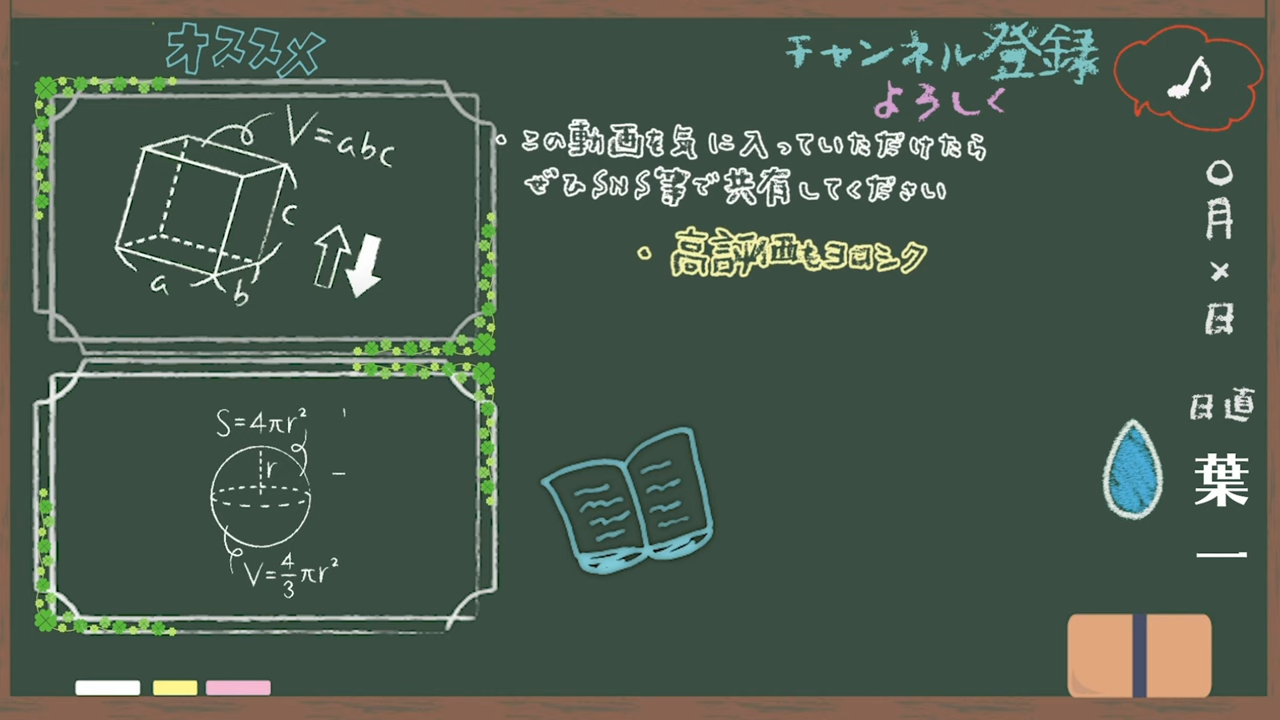 オススメ
V=abc
c
a
b
S=4πr²
r
V=4/3πr²
チャンネル登録
よろしく
・この動画を気に入っていただけたら
ぜひSNS等で共有してください
・高評価もヨロシク
♪
〇月×日
日直
葉一